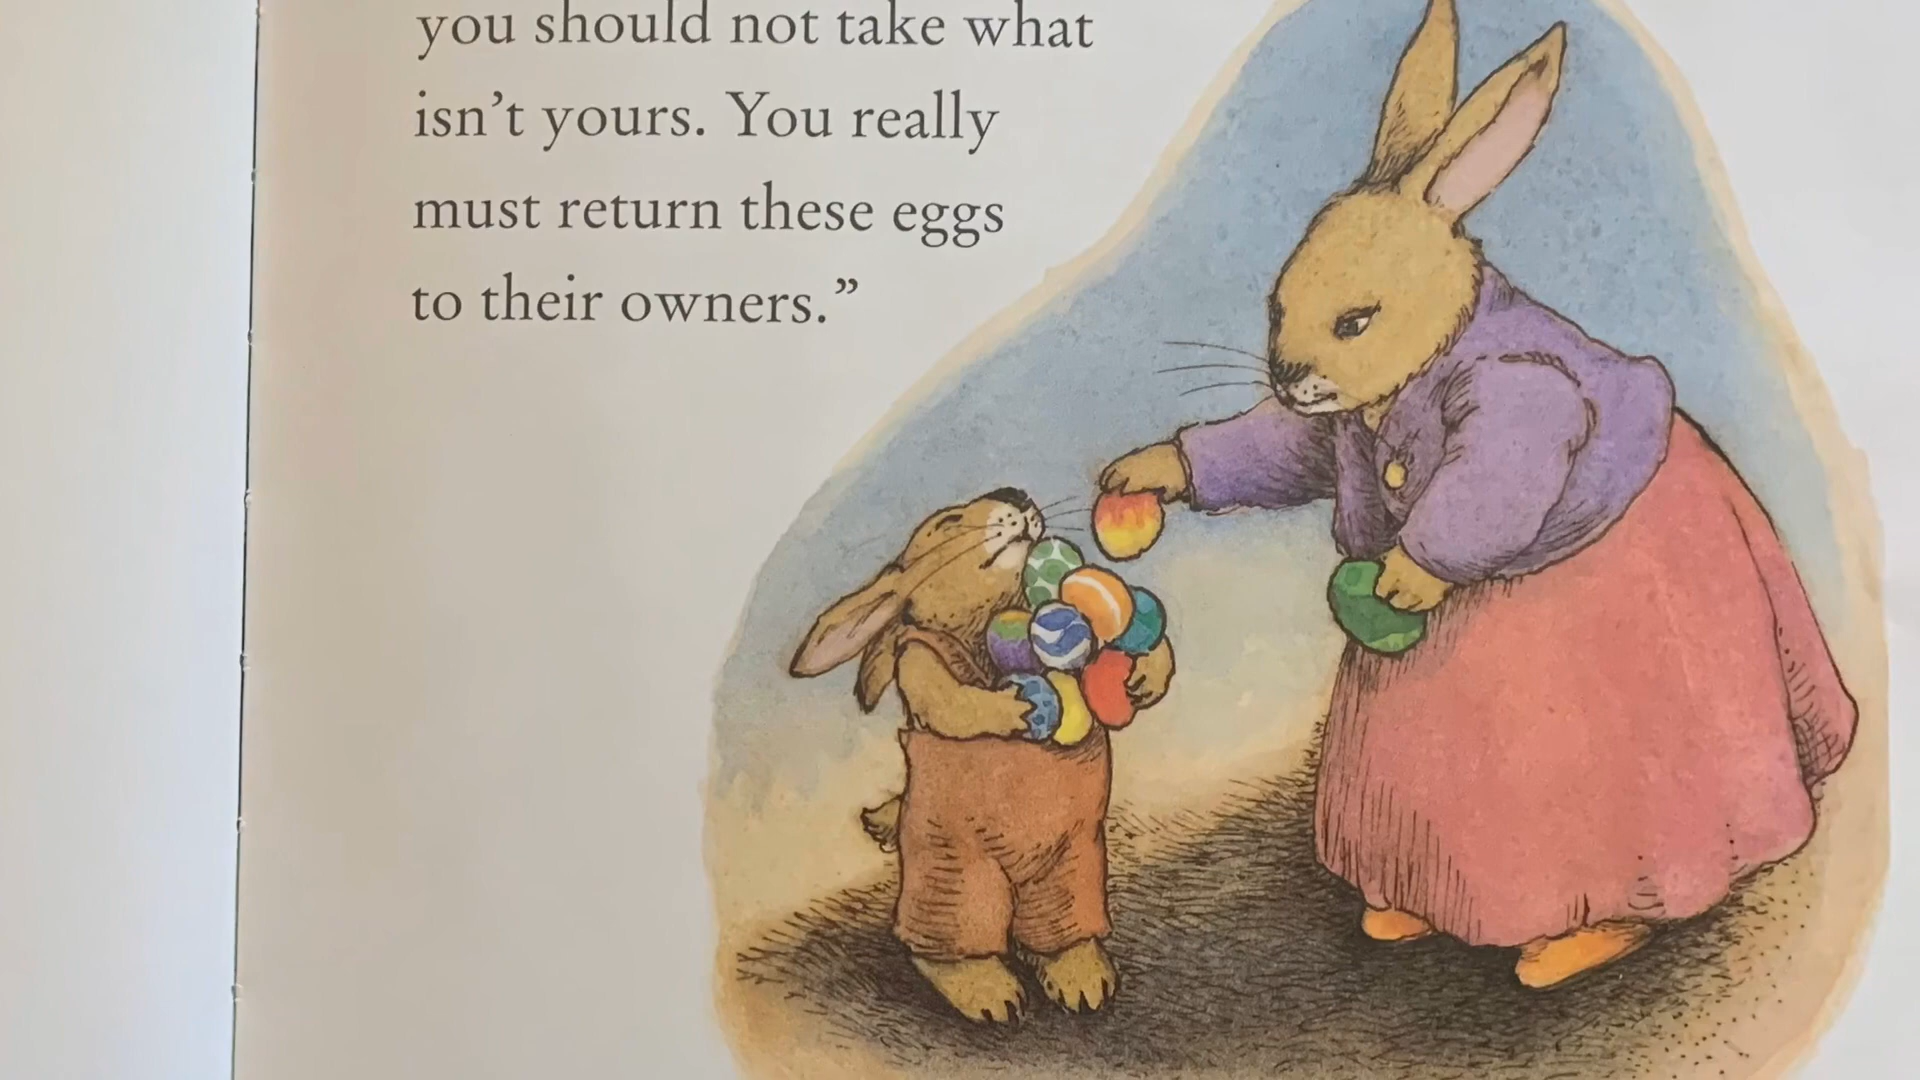 you should not take what
isn’t yours. You really
must return these eggs
to their owners.”